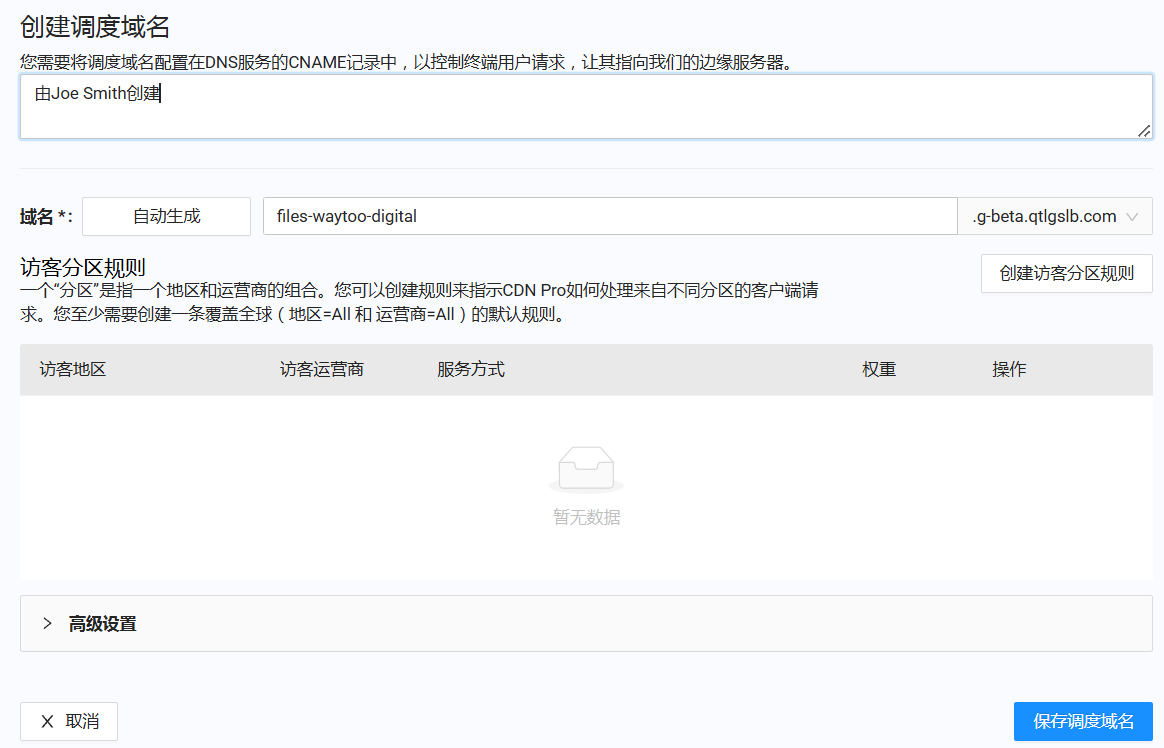 创建调度域名
您需要将调度域名配置在DNS服务的CNAME记录中，以控制终端用户请求，让其指向我们的边缘服务器。
由Joe Smith创建
域名 *： 自动生成 files-waytoo-digital .g-beta.qtlgslb.com
访客分区规则
创建访客分区规则
一个“分区”是指一个地区和运营商的组合。您可以创建规则来指示CDN Pro如何处理来自不同分区的客户端请
求。您至少需要创建一条覆盖全球（地区=All 和 运营商=All）的默认规则。
访客地区 访客运营商 服务方式 权重 操作
暂无数据
高级设置
取消 保存调度域名